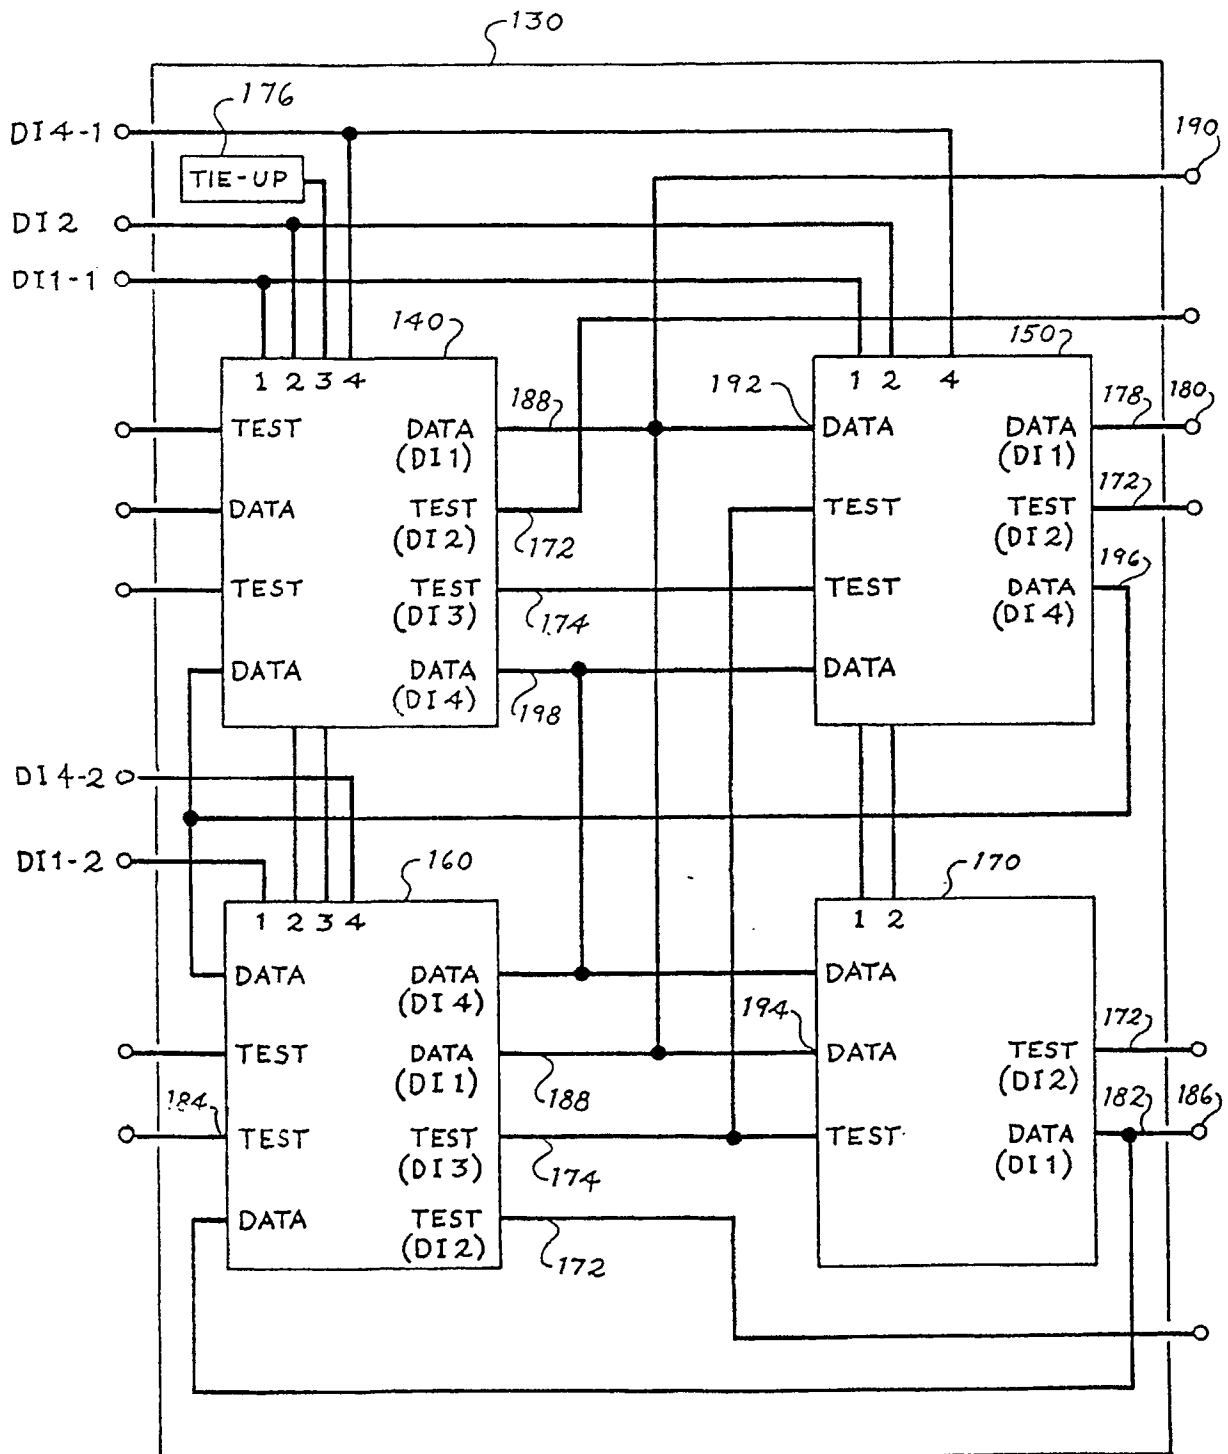 130
176
DI4-1
190
TIE-UP
DI2
DI1-1
140
150
1 2 3 4
192
1 2 4
188
178
180
TEST
DATA
(DI1)
DATA
DATA
(DI1)
172
DATA
TEST
(DI2)
172
TEST
TEST
(DI2)
196
TEST
TEST
(DI3)
174
TEST
DATA
(DI4)
DATA
DATA
(DI4)
198
DATA
DI4-2
DI1-2
160
170
1 2 3 4
1 2
DATA
DATA
(DI4)
DATA
194
172
TEST
DATA
(DI1)
188
DATA
TEST
(DI2)
184
182
186
TEST
TEST
(DI3)
174
TEST
DATA
(DI1)
DATA
TEST
(DI2)
172